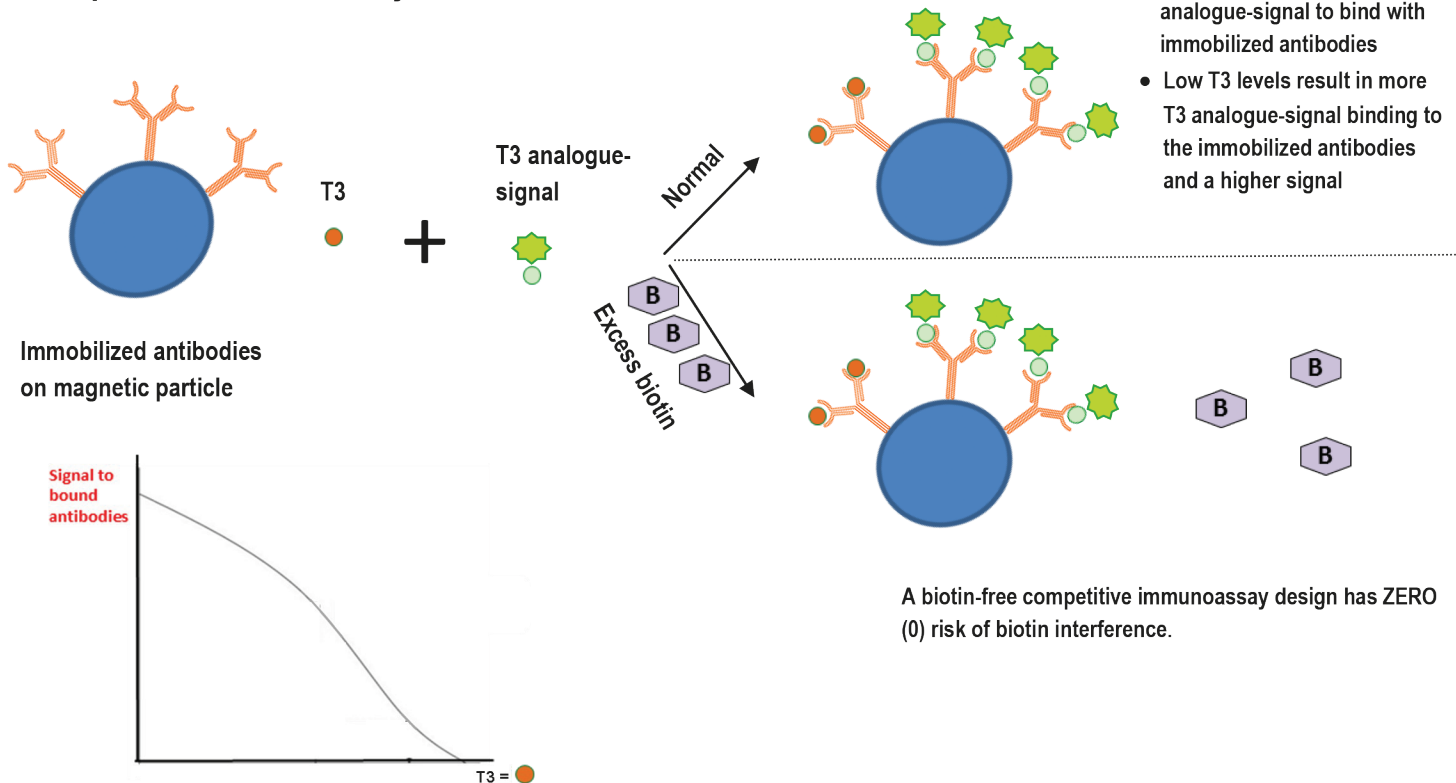 analogue-signal to bind with
immobilized antibodies
• Low T3 levels result in more
T3 analogue-signal binding to
the immobilized antibodies
and a higher signal
T3
+
T3 analogue-
signal
Normal
Immobilized antibodies
on magnetic particle
Excess biotin
B
B
B
B
B
B
Signal to
bound
antibodies
T3 =
A biotin-free competitive immunoassay design has ZERO
(0) risk of biotin interference.